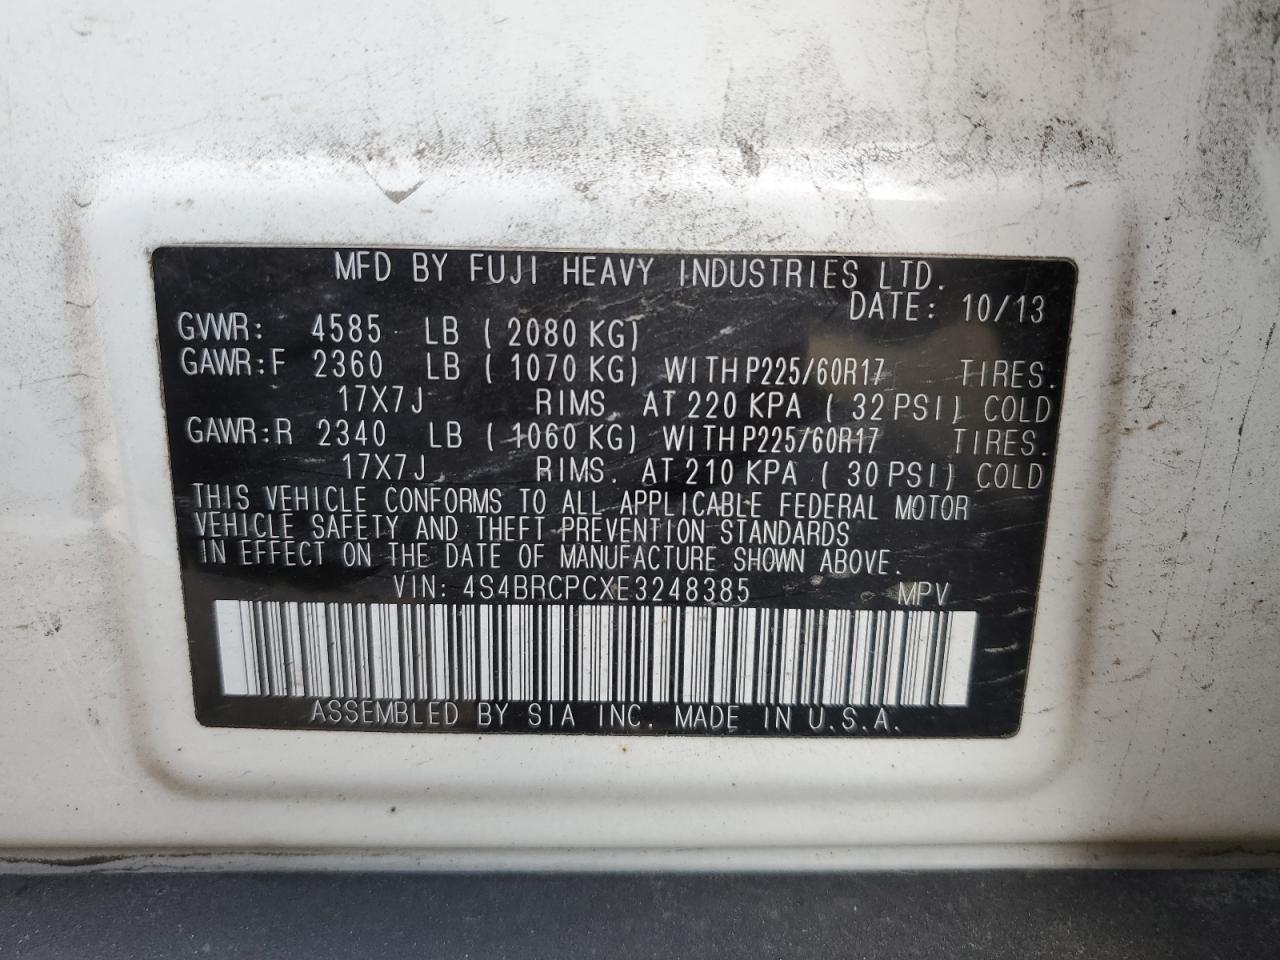 MFD BY FUJI HEAVY INDUSTRIES LTD.
DATE: 10/13
GVWR: 4585 LB ( 2080 KG)
GAWR:F 2360 LB ( 1070 KG) WITH P225/60R17 TIRES.
17X7J RIMS. AT 220 KPA ( 32 PSI) COLD
GAWR:R 2340 LB ( 1060 KG) WITH P225/60R17 TIRES.
17X7J RIMS. AT 210 KPA ( 30 PSI) COLD
THIS VEHICLE CONFORMS TO ALL APPLICABLE FEDERAL MOTOR
VEHICLE SAFETY AND THEFT PREVENTION STANDARDS
IN EFFECT ON THE DATE OF MANUFACTURE SHOWN ABOVE.
VIN: 4S4BRCPCXE3248385 MPV
ASSEMBLED BY SIA INC. MADE IN U.S.A.